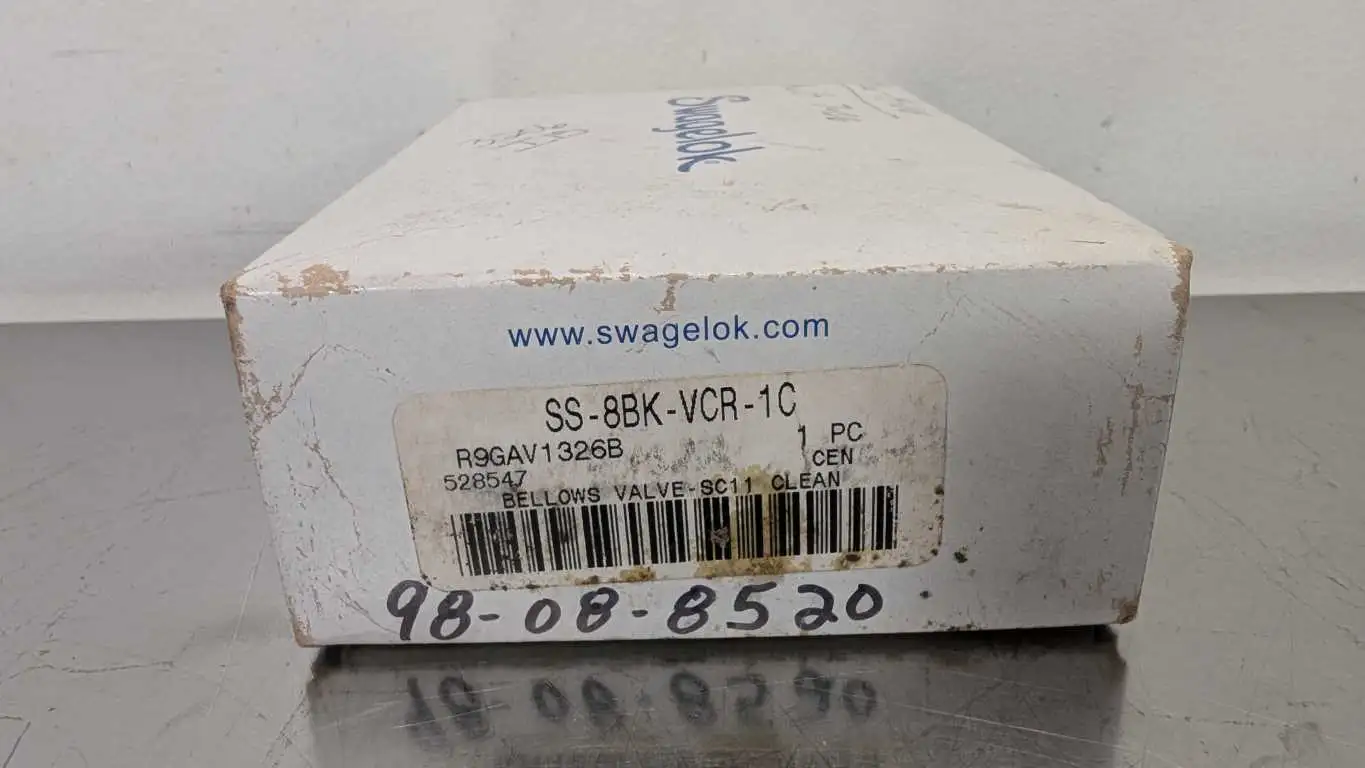 Swagelok
www.swagelok.com
SS-8BK-VCR-1C
R9GAV1326B 1 PC
528547 CEN
BELLOWS VALVE-SC11 CLEAN
98-08-8520